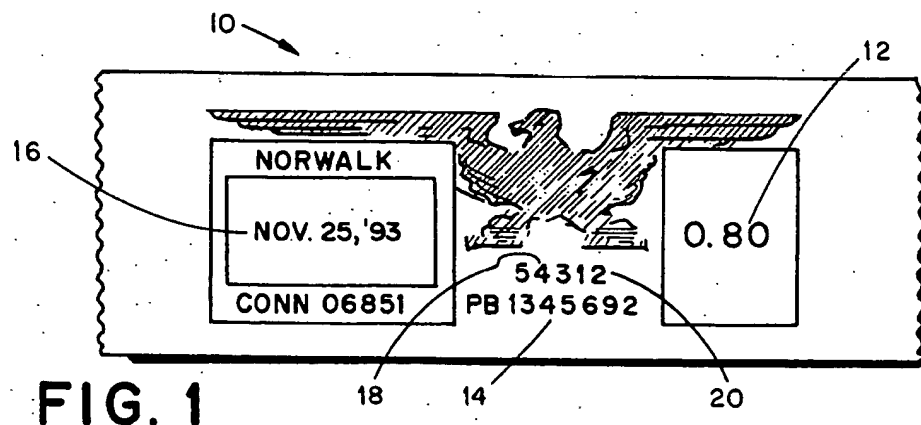 10
12
16
NORWALK
NOV. 25,'93
0.80
54312
CONN 06851
PB 1345692
18
14
20
FIG. 1